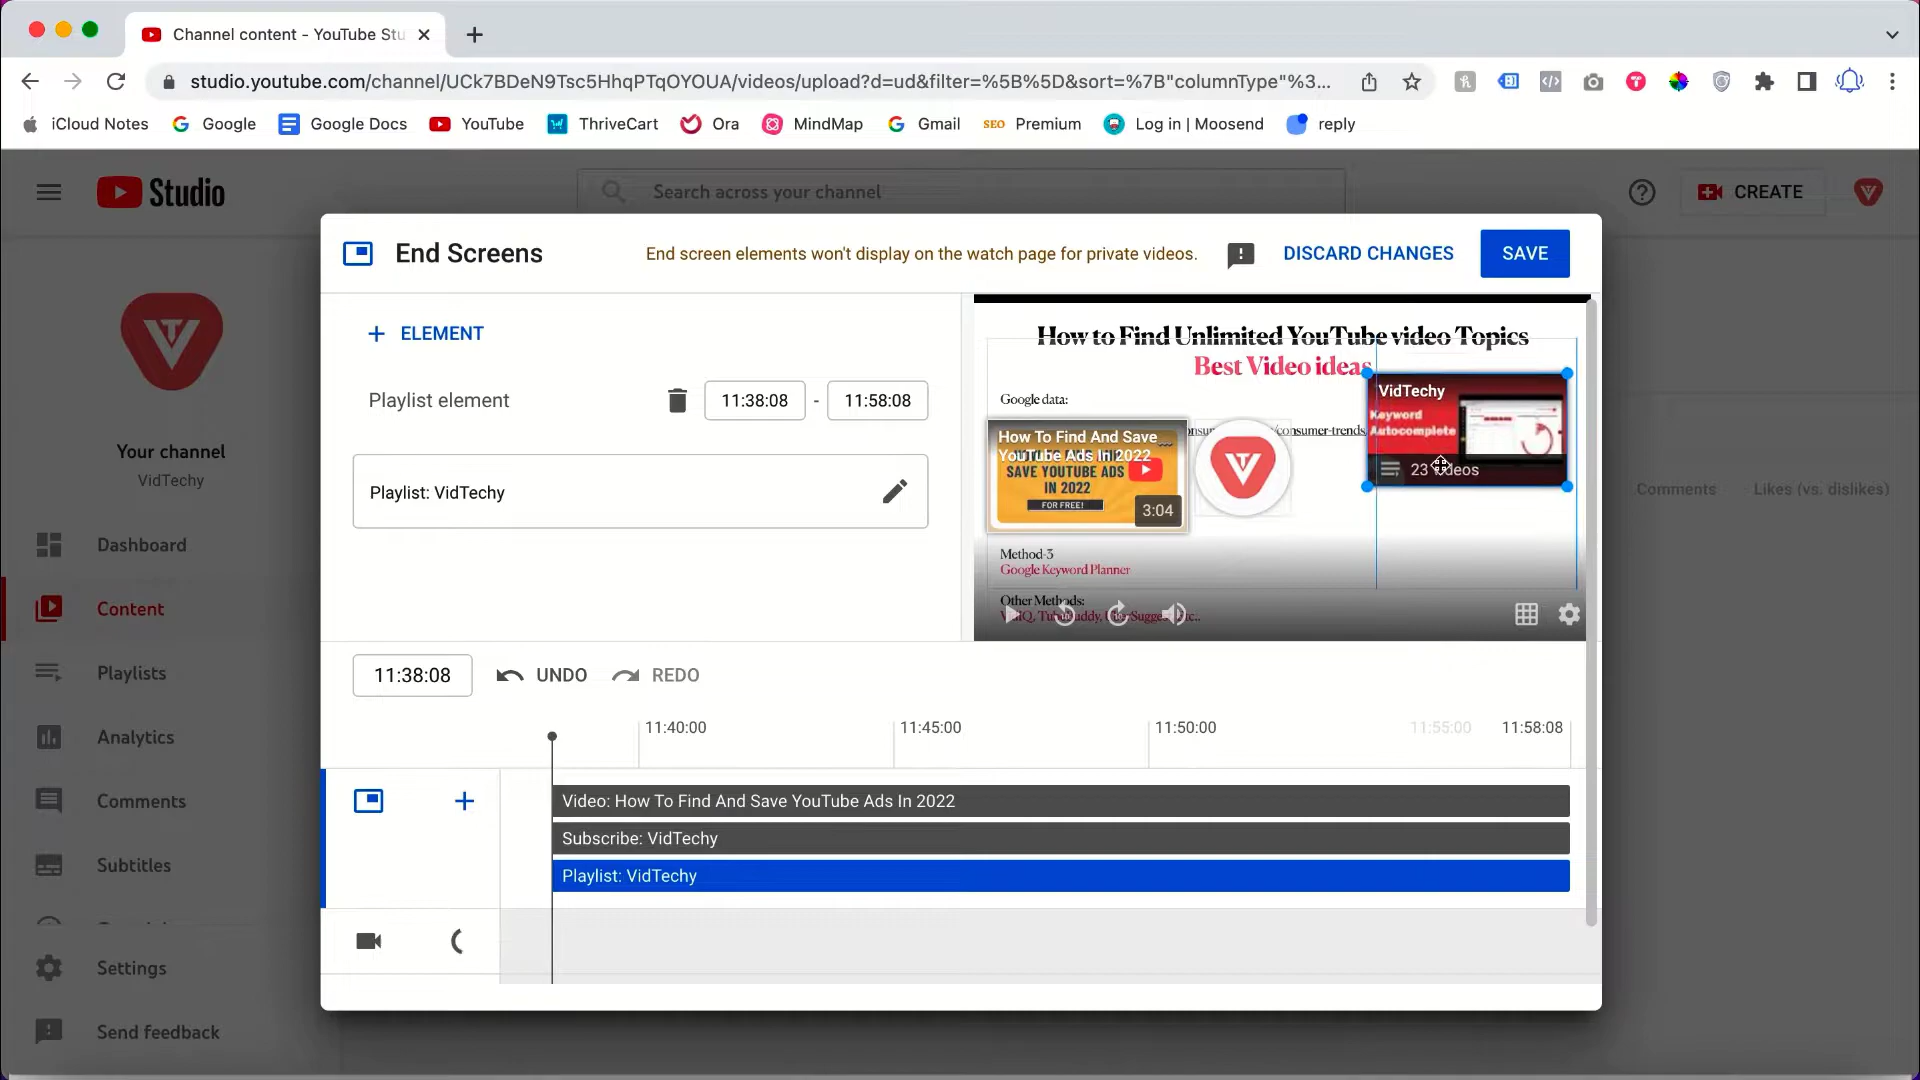 Channel content - YouTube Stu
studio.youtube.com/channel/UCk7BDeN9Tsc5HhqPTqOYOUA/videos/upload?d=ud&filter=%5B%5D&sort=%7B"columnType"%3...
iCloud Notes
Google
Google Docs
YouTube
ThriveCart
Ora
MindMap
Gmail
SEO Premium
Log in | Moosend
reply
Studio
Search across your channel
CREATE
End Screens
End screen elements won't display on the watch page for private videos.
DISCARD CHANGES
SAVE
+ ELEMENT
Playlist element
11:38:08 - 11:58:08
Playlist: VidTechy
How to Find Unlimited YouTube video Topics
Best Video ideas
Google data:
/consumer-trends,
How To Find And Save ...
YouTube Ads In 2022
SAVE YOUTUBE ADS
IN 2022
FOR FREE!
3:04
VidTechy
Keyword
Autocomplete
23 videos
Method-3
Google Keyword Planner
Other Methods:
11:38:08
UNDO
REDO
11:40:00
11:45:00
11:50:00
11:55:00
11:58:08
Video: How To Find And Save YouTube Ads In 2022
Subscribe: VidTechy
Playlist: VidTechy
Your channel
VidTechy
Dashboard
Content
Playlists
Analytics
Comments
Subtitles
Settings
Send feedback
Comments
Likes (vs. dislikes)